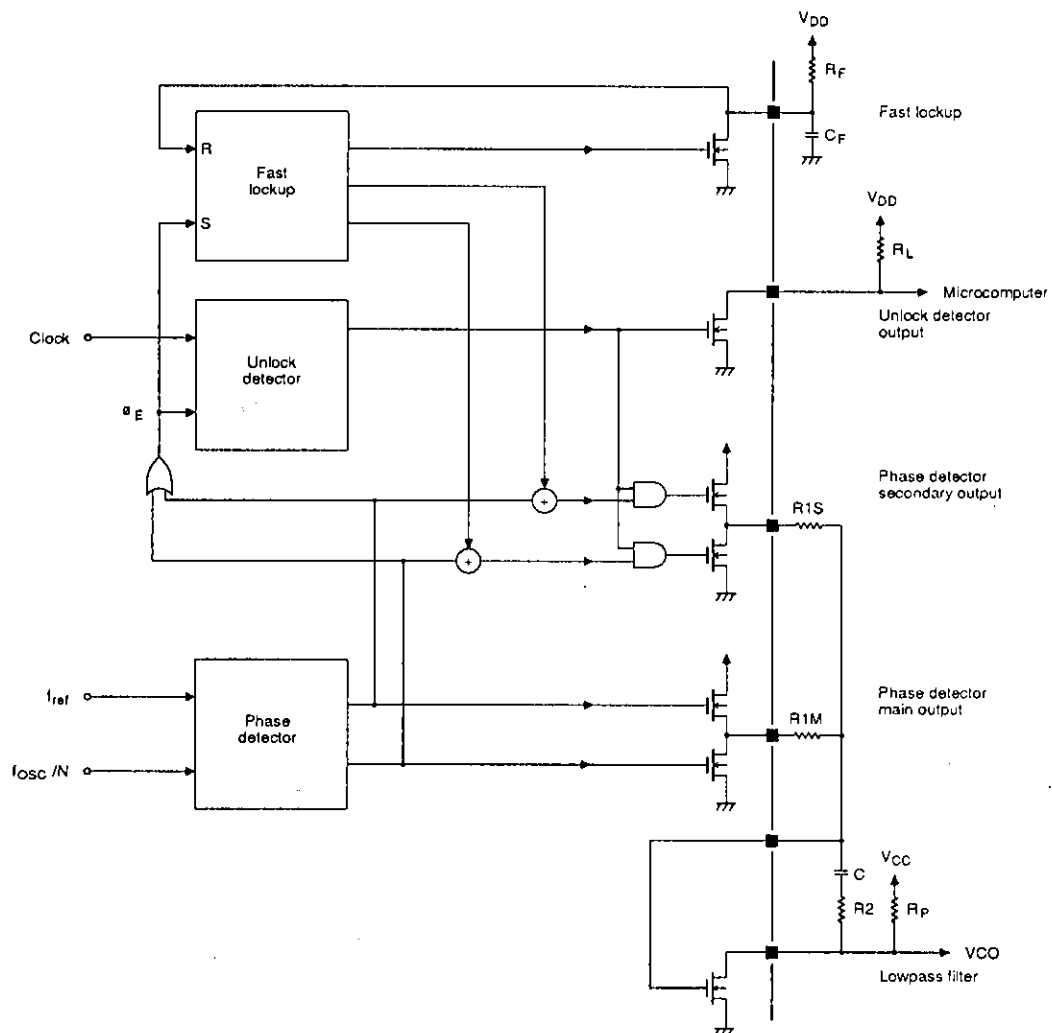 VDD
RF
Fast lockup
CF
R
Fast
lockup
S
VDD
RL
Microcomputer
Unlock detector
output
Clock
Unlock
detector
øE
+
Phase detector
secondary output
R1S
+
fref
Phase
detector
fOSC /N
Phase detector
main output
R1M
VCC
C
R2
RP
VCO
Lowpass filter